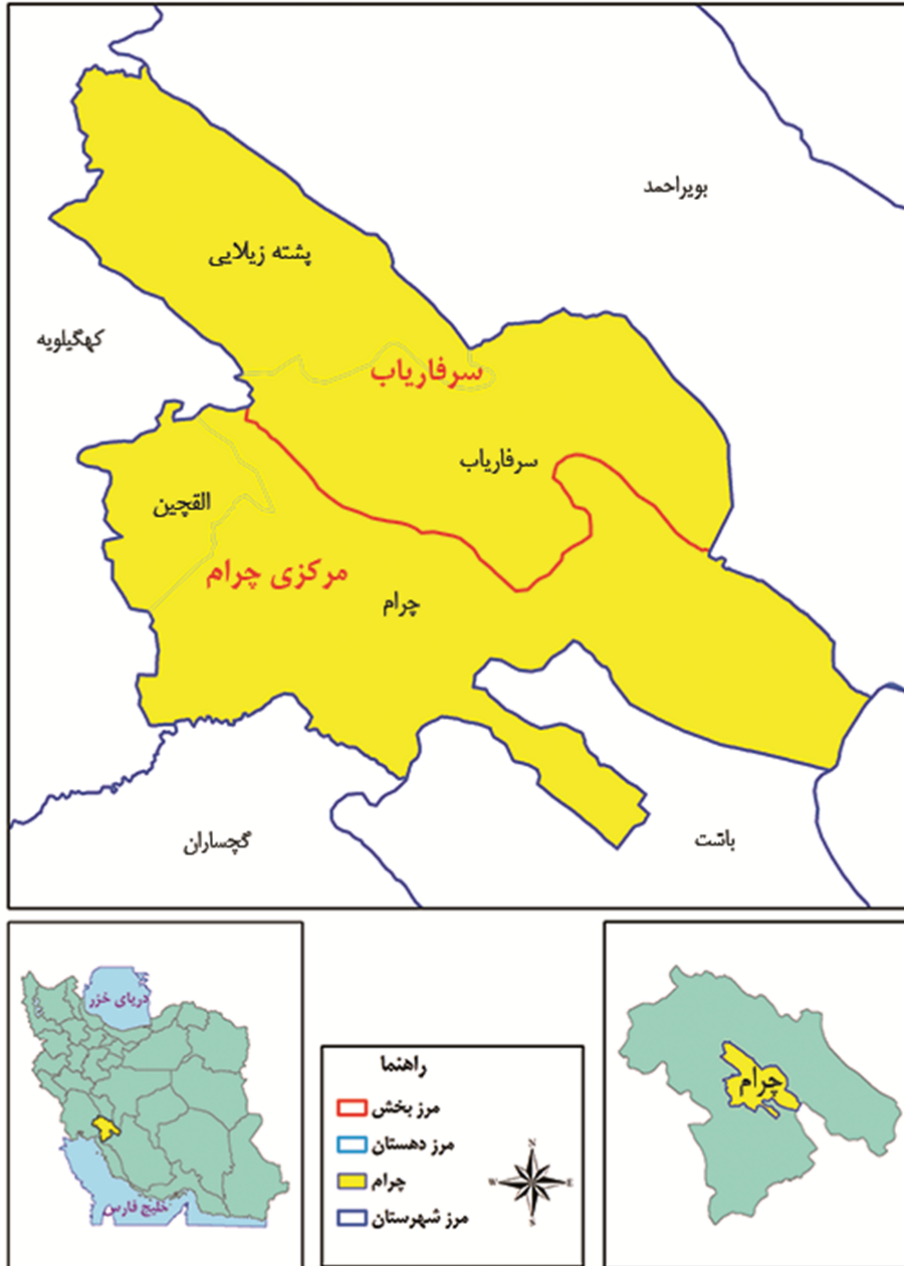 بویراحمد
پشته زیلایی
کهگیلویه
سرفاریاب
سرفاریاب
القچین
مرکزی چرام
چرام
گچساران
باشت
دریای خزر
خلیج فارس
راهنما
مرز بخش
مرز دهستان
چرام
مرز شهرستان
N
W
E
S
چرام